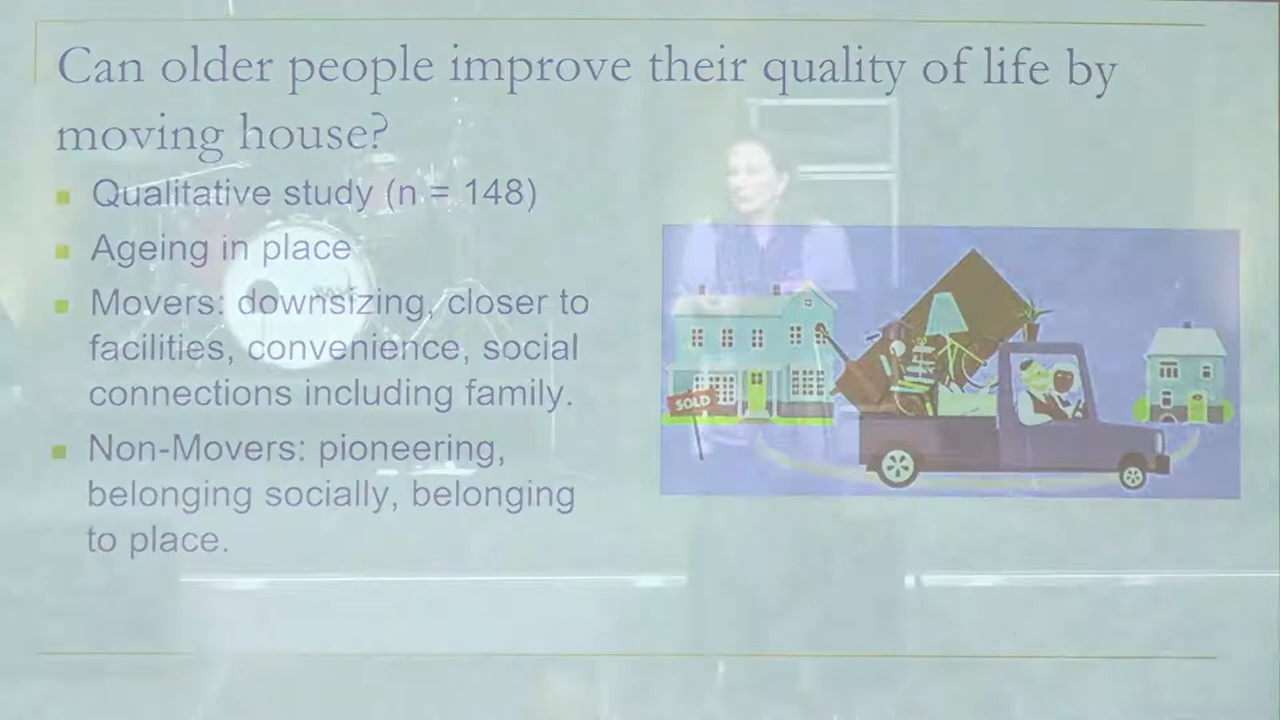 Can older people improve their quality of life by
moving house?
Qualitative study (n = 148)
Ageing in place
Movers: downsizing, closer to
facilities, convenience, social
connections including family.
Non-Movers: pioneering,
belonging socially, belonging
to place.
SOLD